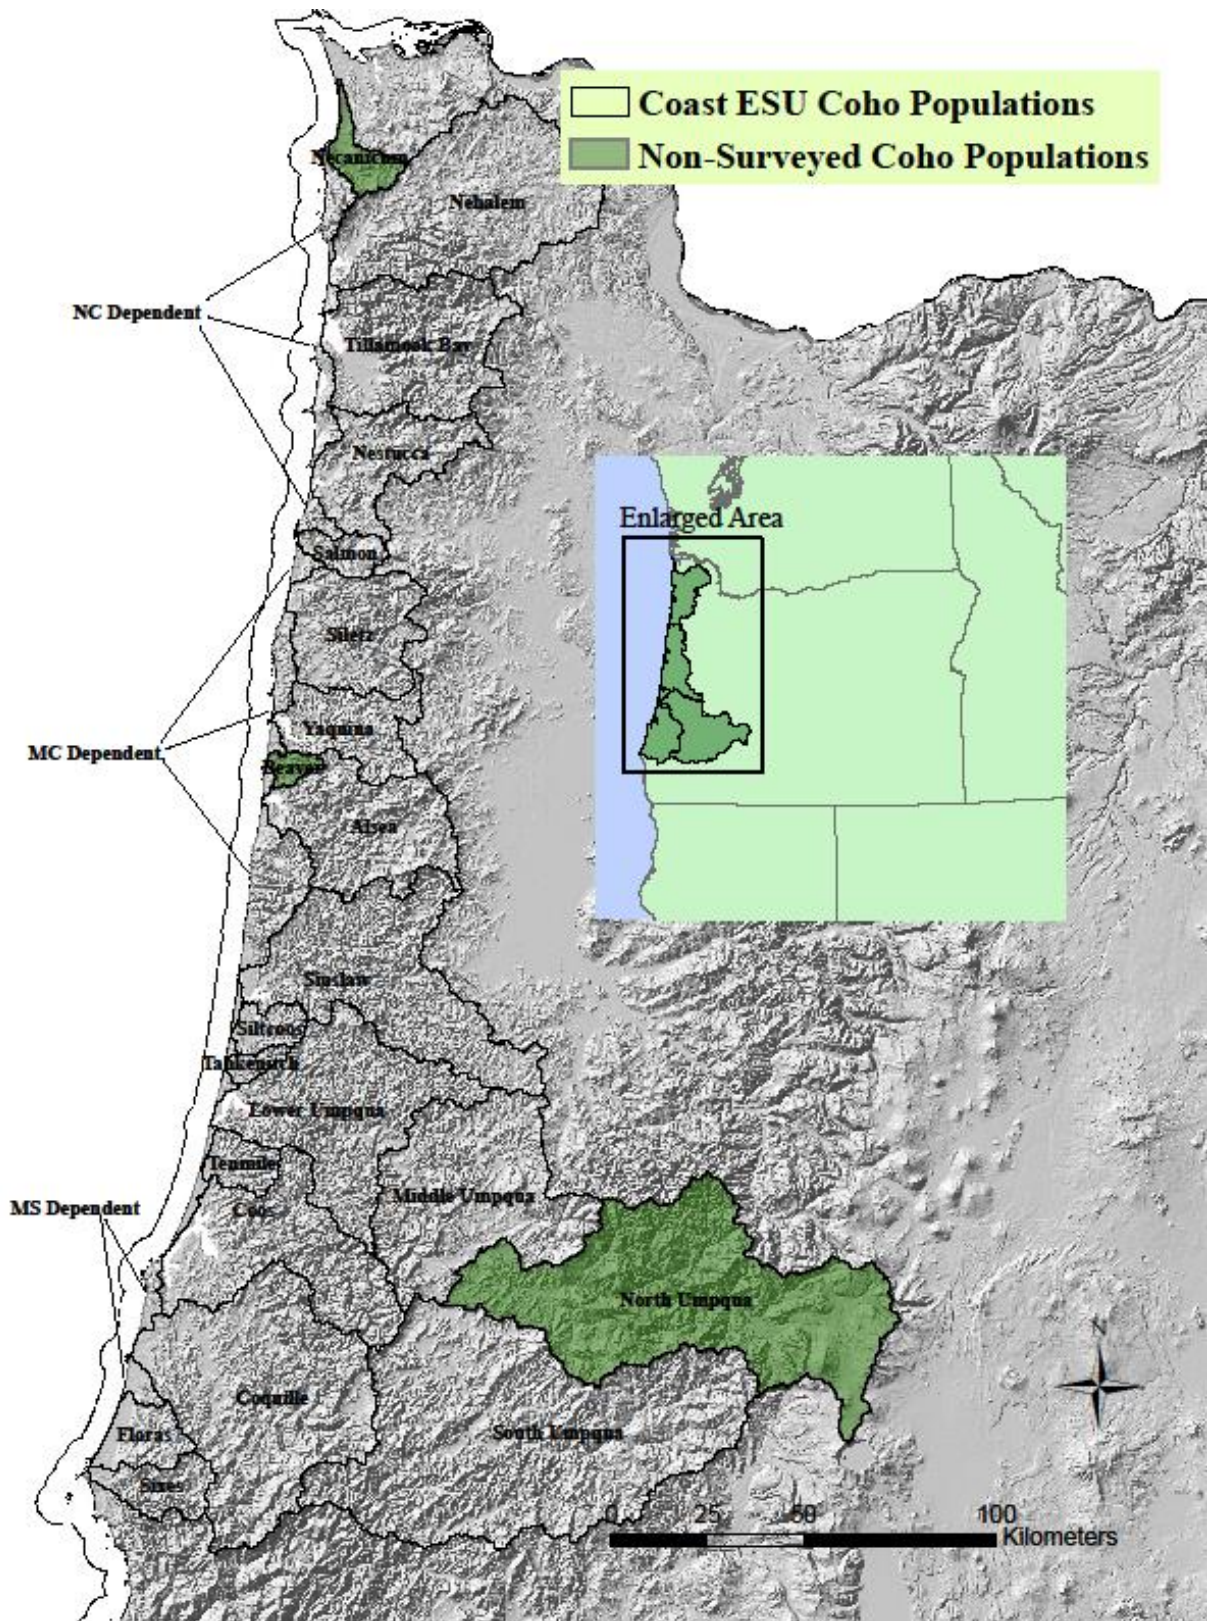 Coast ESU Coho Populations
Non-Surveyed Coho Populations
Necanicum
Nehalem
NC Dependent
Tillamook Bay
Nestucca
Enlarged Area
Salmon
Siletz
Yaquina
MC Dependent
Beaver
Alsea
Siuslaw
Siltcoos
Tahkenitch
Lower Umpqua
Tenmile
Middle Umpqua
MS Dependent
Coos
North Umpqua
N
Coquille
Floras
South Umpqua
Sixes
0 25 50 100
Kilometers